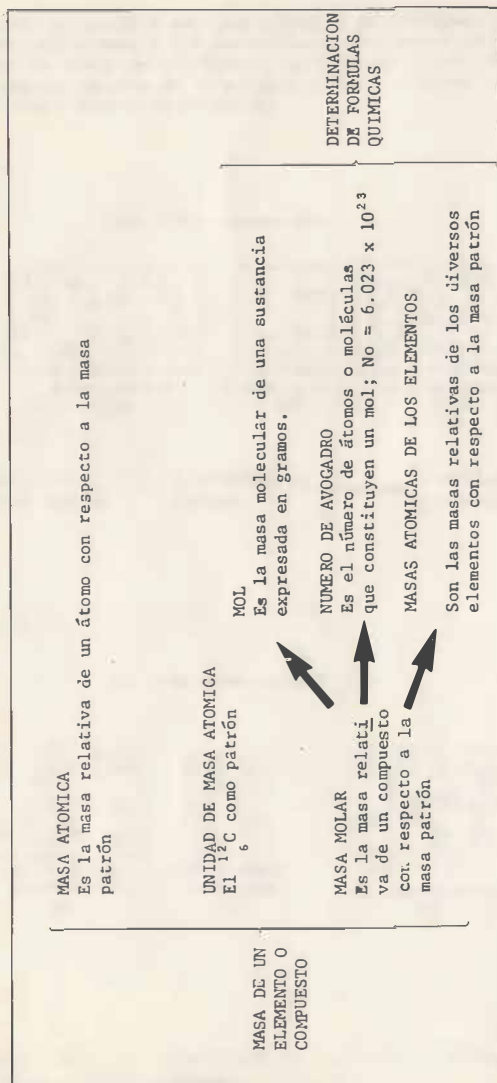 MASA DE UN
ELEMENTO O
COMPUESTO
MASA ATOMICA
Es la masa relativa de un átomo con respecto a la masa
patrón
UNIDAD DE MASA ATOMICA
El ¹²₆C como patrón
MASA MOLAR
Es la masa relati
va de un compuesto
con respecto a la
masa patrón
MOL
Es la masa molecular de una sustancia
expresada en gramos.
NUMERO DE AVOGADRO
Es el número de átomos o moléculas
que constituyen un mol; No = 6.023 x 10²³
MASAS ATOMICAS DE LOS ELEMENTOS
Son las masas relativas de los diversos
elementos con respecto a la masa patrón
DETERMINACION
DE FORMULAS
QUIMICAS